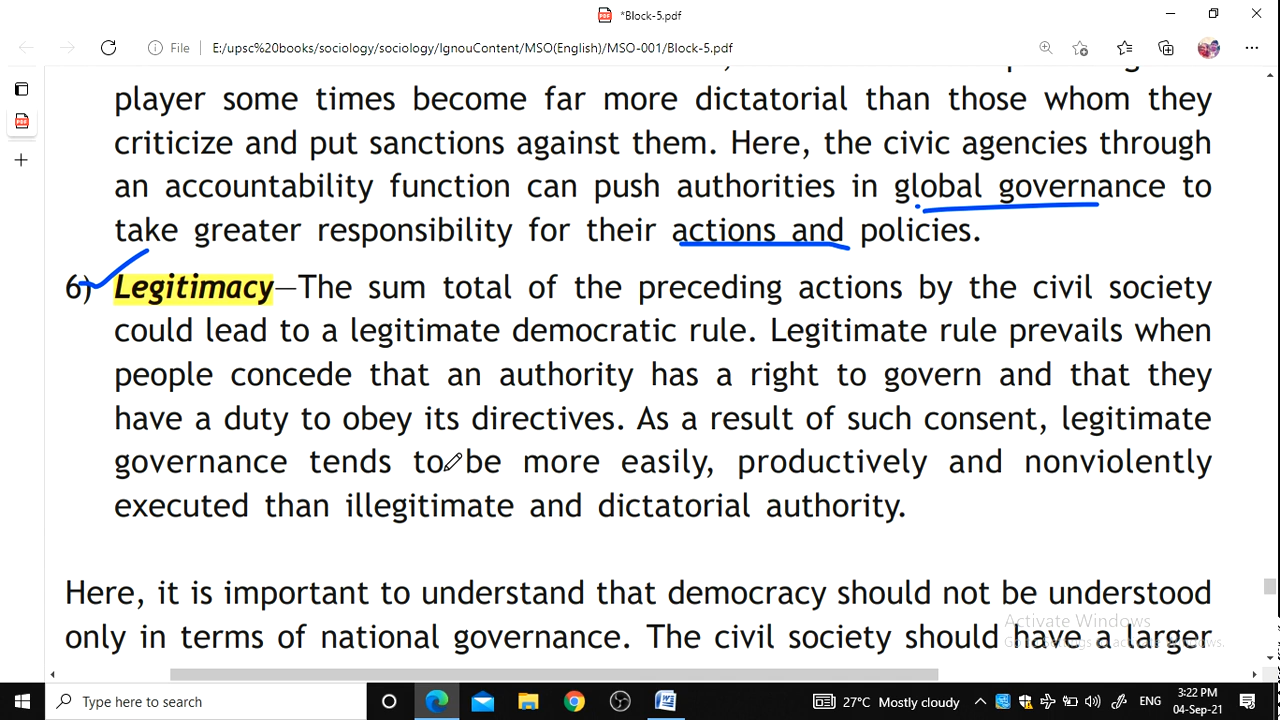 *Block-5.pdf
File
E:/upsc%20books/sociology/sociology/IgnouContent/MSO(English)/MSO-001/Block-5.pdf
player some times become far more dictatorial than those whom they
criticize and put sanctions against them. Here, the civic agencies through
an accountability function can push authorities in global governance to
take greater responsibility for their actions and policies.
6) Legitimacy—The sum total of the preceding actions by the civil society
could lead to a legitimate democratic rule. Legitimate rule prevails when
people concede that an authority has a right to govern and that they
have a duty to obey its directives. As a result of such consent, legitimate
governance tends to be more easily, productively and nonviolently
executed than illegitimate and dictatorial authority.
Here, it is important to understand that democracy should not be understood
Activate Windows
only in terms of national governance. The civil society should have a larger
Type here to search
27°C Mostly cloudy
ENG
3:22 PM
04-Sep-21